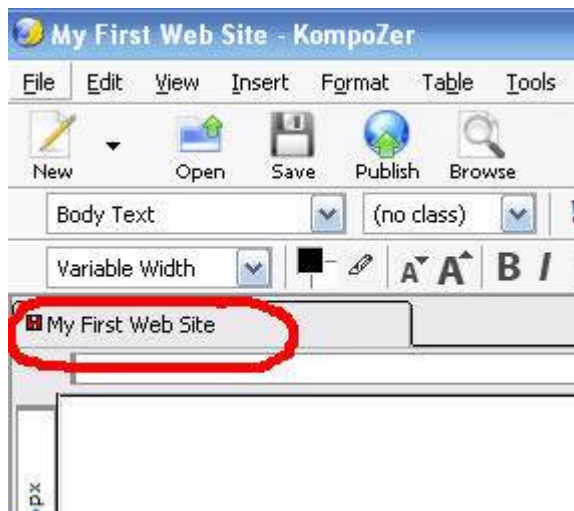 My First Web Site - KompoZer
File Edit View Insert Format Table Tools
New Open Save Publish Browse
Body Text (no class)
Variable Width A A B I
My First Web Site
px